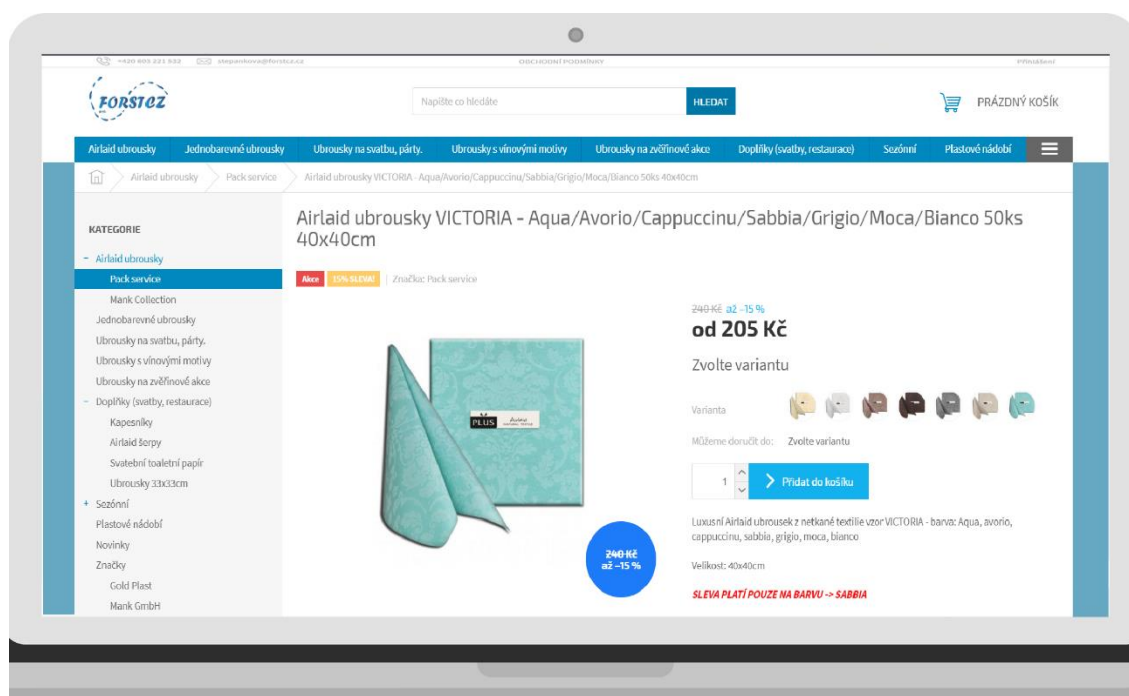 +420 603 221 932
OBCHODNÍ PODMÍNKY
Přihlášení
FORSTCZ
Napište co hledáte
HLEDAT
PRÁZDNÝ KOŠÍK
Airlaid ubrousky
Jednobarevné ubrousky
Ubrousky na svatbu, párty.
Ubrousky s vínovými motivy
Ubrousky na zvěřinové akce
Doplňky (svatby, restaurace)
Sezónní
Plastové nádobí
Airlaid ubrousky
Pack service
Airlaid ubrousky VICTORIA - Aqua/Avorio/Cappuccinu/Sabbia/Grigio/Moca/Bianco 50ks 40x40cm
KATEGORIE
− Airlaid ubrousky
Pack service
Mank Collection
Jednobarevné ubrousky
Ubrousky na svatbu, párty.
Ubrousky s vínovými motivy
Ubrousky na zvěřinové akce
− Doplňky (svatby, restaurace)
Kapesníky
Airlaid šerpy
Svatební toaletní papír
Ubrousky 33x33cm
+ Sezónní
Plastové nádobí
Novinky
Značky
Gold Plast
Mank GmbH
Airlaid ubrousky VICTORIA - Aqua/Avorio/Cappuccinu/Sabbia/Grigio/Moca/Bianco 50ks
40x40cm
Akce
15% SLEVA!
Značka: Pack service
PLUS
240 Kč
až –15 %
240 Kč až –15 %
od 205 Kč
Zvolte variantu
Varianta
Můžeme doručit do: Zvolte variantu
1
Přidat do košíku
Luxusní Airlaid ubrousek z netkané textilie vzor VICTORIA - barva: Aqua, avorio,
cappuccinu, sabbia, grigio, moca, bianco
Velikost: 40x40cm
SLEVA PLATÍ POUZE NA BARVU -> SABBIA